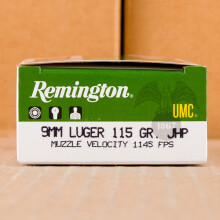 Remington
UMC
9MM LUGER 115 GR. JHP
MUZZLE VELOCITY 1145 FPS